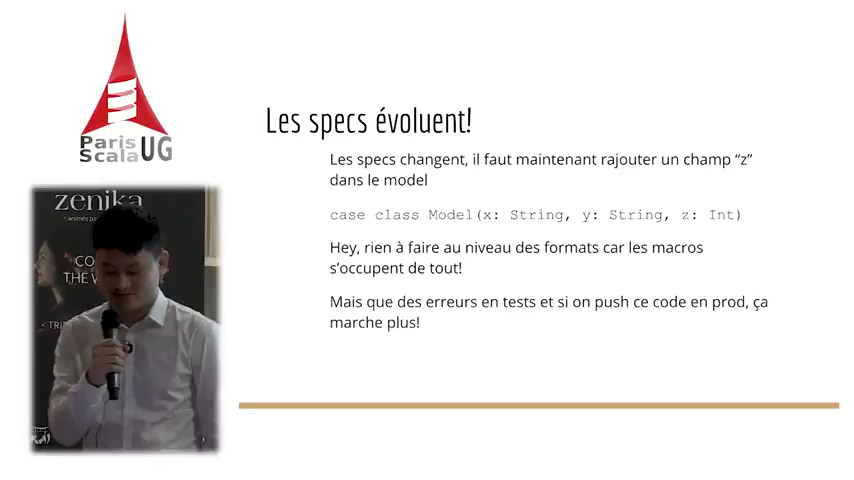 Les specs évoluent!
Les specs changent, il faut maintenant rajouter un champ “z”
dans le model
case class Model(x: String, y: String, z: Int)
Hey, rien à faire au niveau des formats car les macros
s’occupent de tout!
Mais que des erreurs en tests et si on push ce code en prod, ça
marche plus!
Paris
Scala UG
zenika
THE